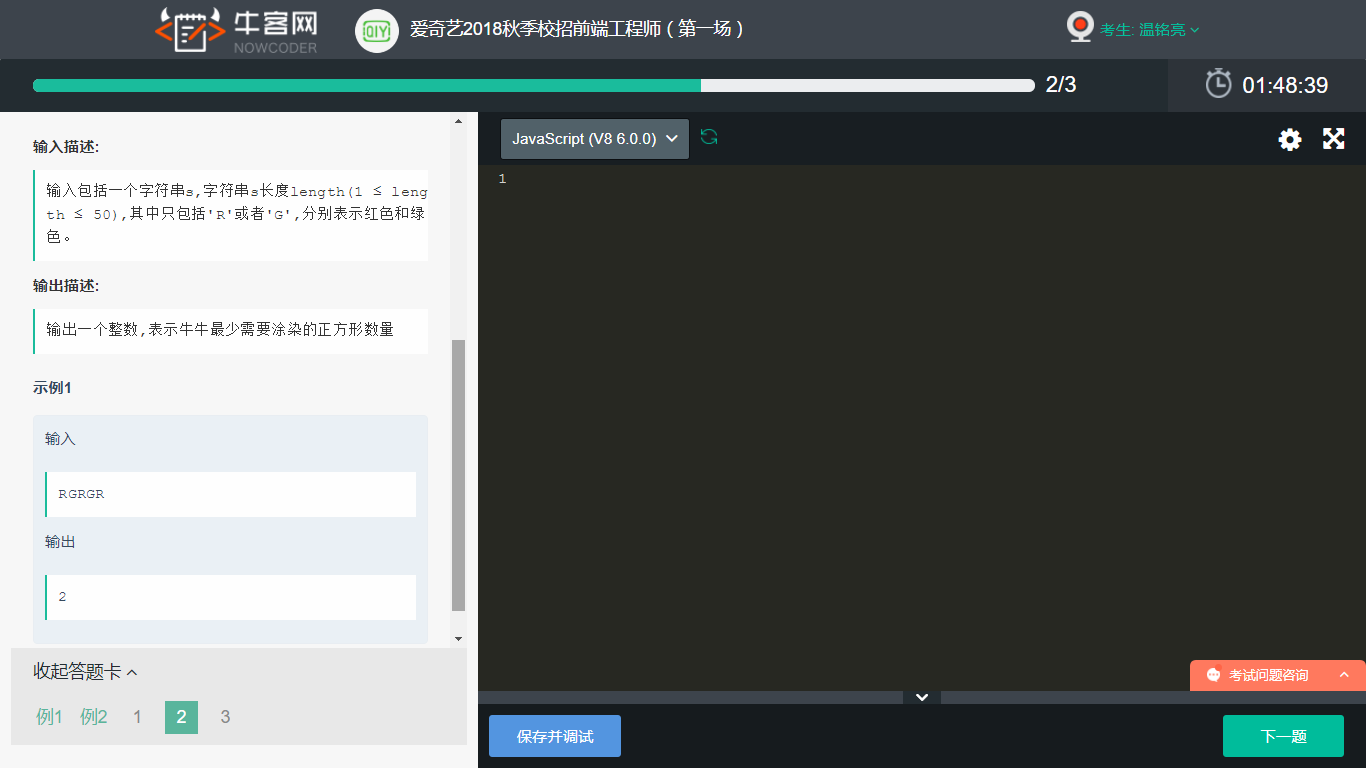 牛客网
NOWCODER
QIY
爱奇艺2018秋季校招前端工程师（第一场）
考生: 温铭亮
2/3
01:48:39
输入描述:
输入包括一个字符串s,字符串s长度length(1 ≤ leng
th ≤ 50),其中只包括'R'或者'G',分别表示红色和绿
色。
输出描述:
输出一个整数,表示牛牛最少需要涂染的正方形数量
示例1
输入
RGRGR
输出
2
收起答题卡
例1 例2 1 2 3
JavaScript (V8 6.0.0)
1
考试问题咨询
保存并调试
下一题